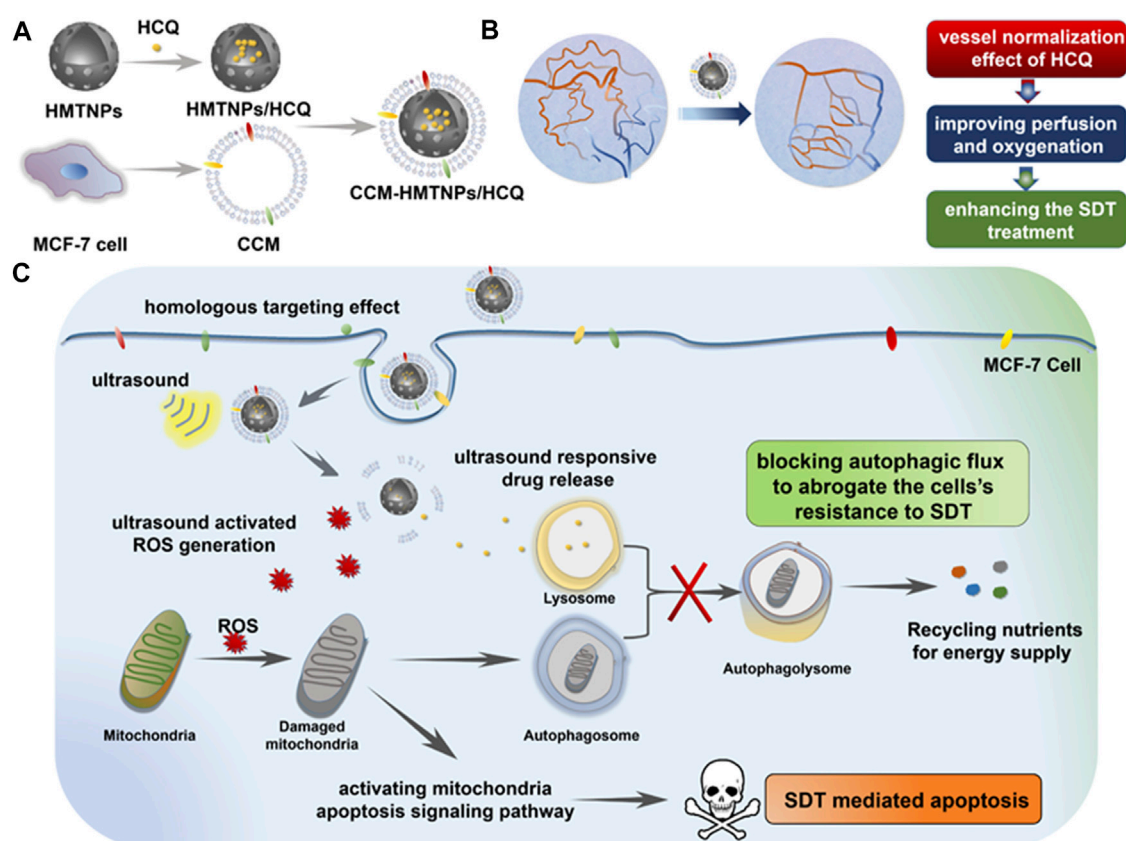 A
HCQ
HMTNPs
HMTNPs/HCQ
MCF-7 cell
CCM
CCM-HMTNPs/HCQ
B
vessel normalization
effect of HCQ
improving perfusion
and oxygenation
enhancing the SDT
treatment
C
homologous targeting effect
MCF-7 Cell
ultrasound
ultrasound responsive
drug release
blocking autophagic flux
to abrogate the cells's
resistance to SDT
ultrasound activated
ROS generation
Lysosome
ROS
Autophagolysome
Recycling nutrients
for energy supply
Mitochondria
Damaged
mitochondria
Autophagosome
activating mitochondria
apoptosis signaling pathway
SDT mediated apoptosis